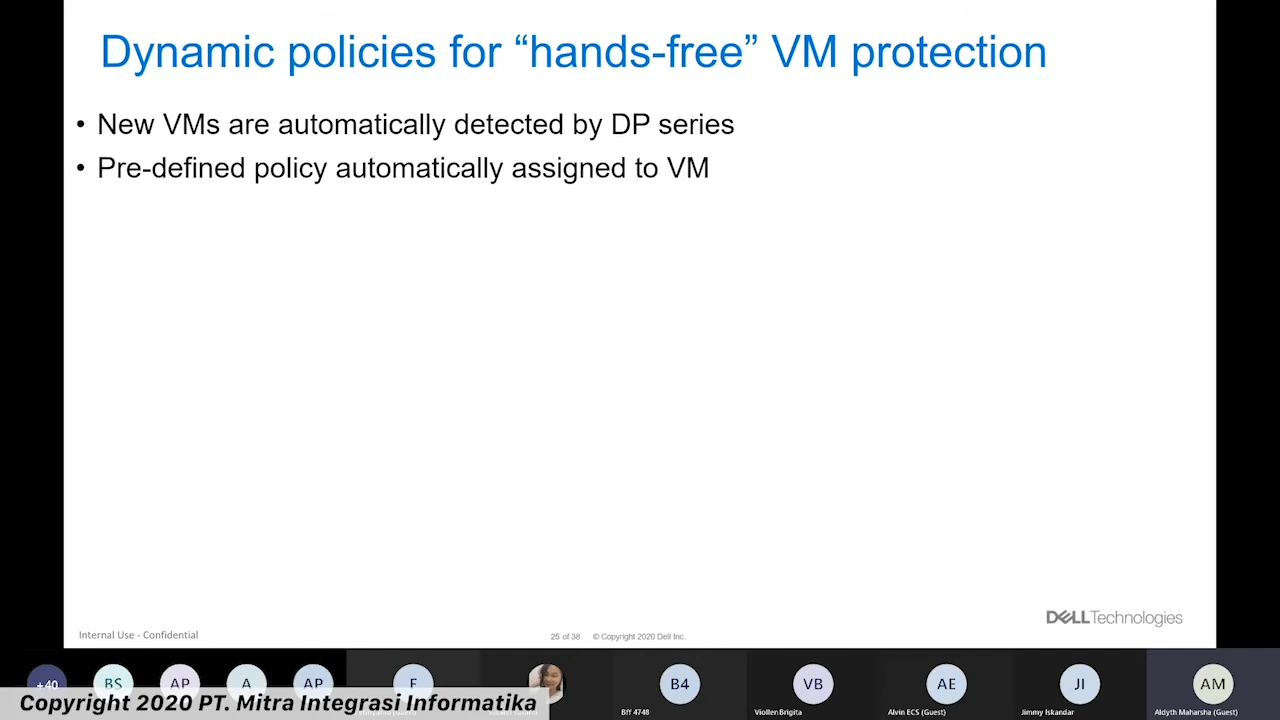 Dynamic policies for “hands-free” VM protection
• New VMs are automatically detected by DP series
• Pre-defined policy automatically assigned to VM
DELLTechnologies
Internal Use - Confidential
25 of 38 © Copyright 2020 Dell Inc.
+40
BS
AP
A
AP
F
B4
VB
AE
JI
AM
Bff 4748
Viollen Brigita
Alvin ECS (Guest)
Jimmy Iskandar
Aldyth Maharsha (Guest)
Copyright 2020 PT. Mitra Integrasi Informatika